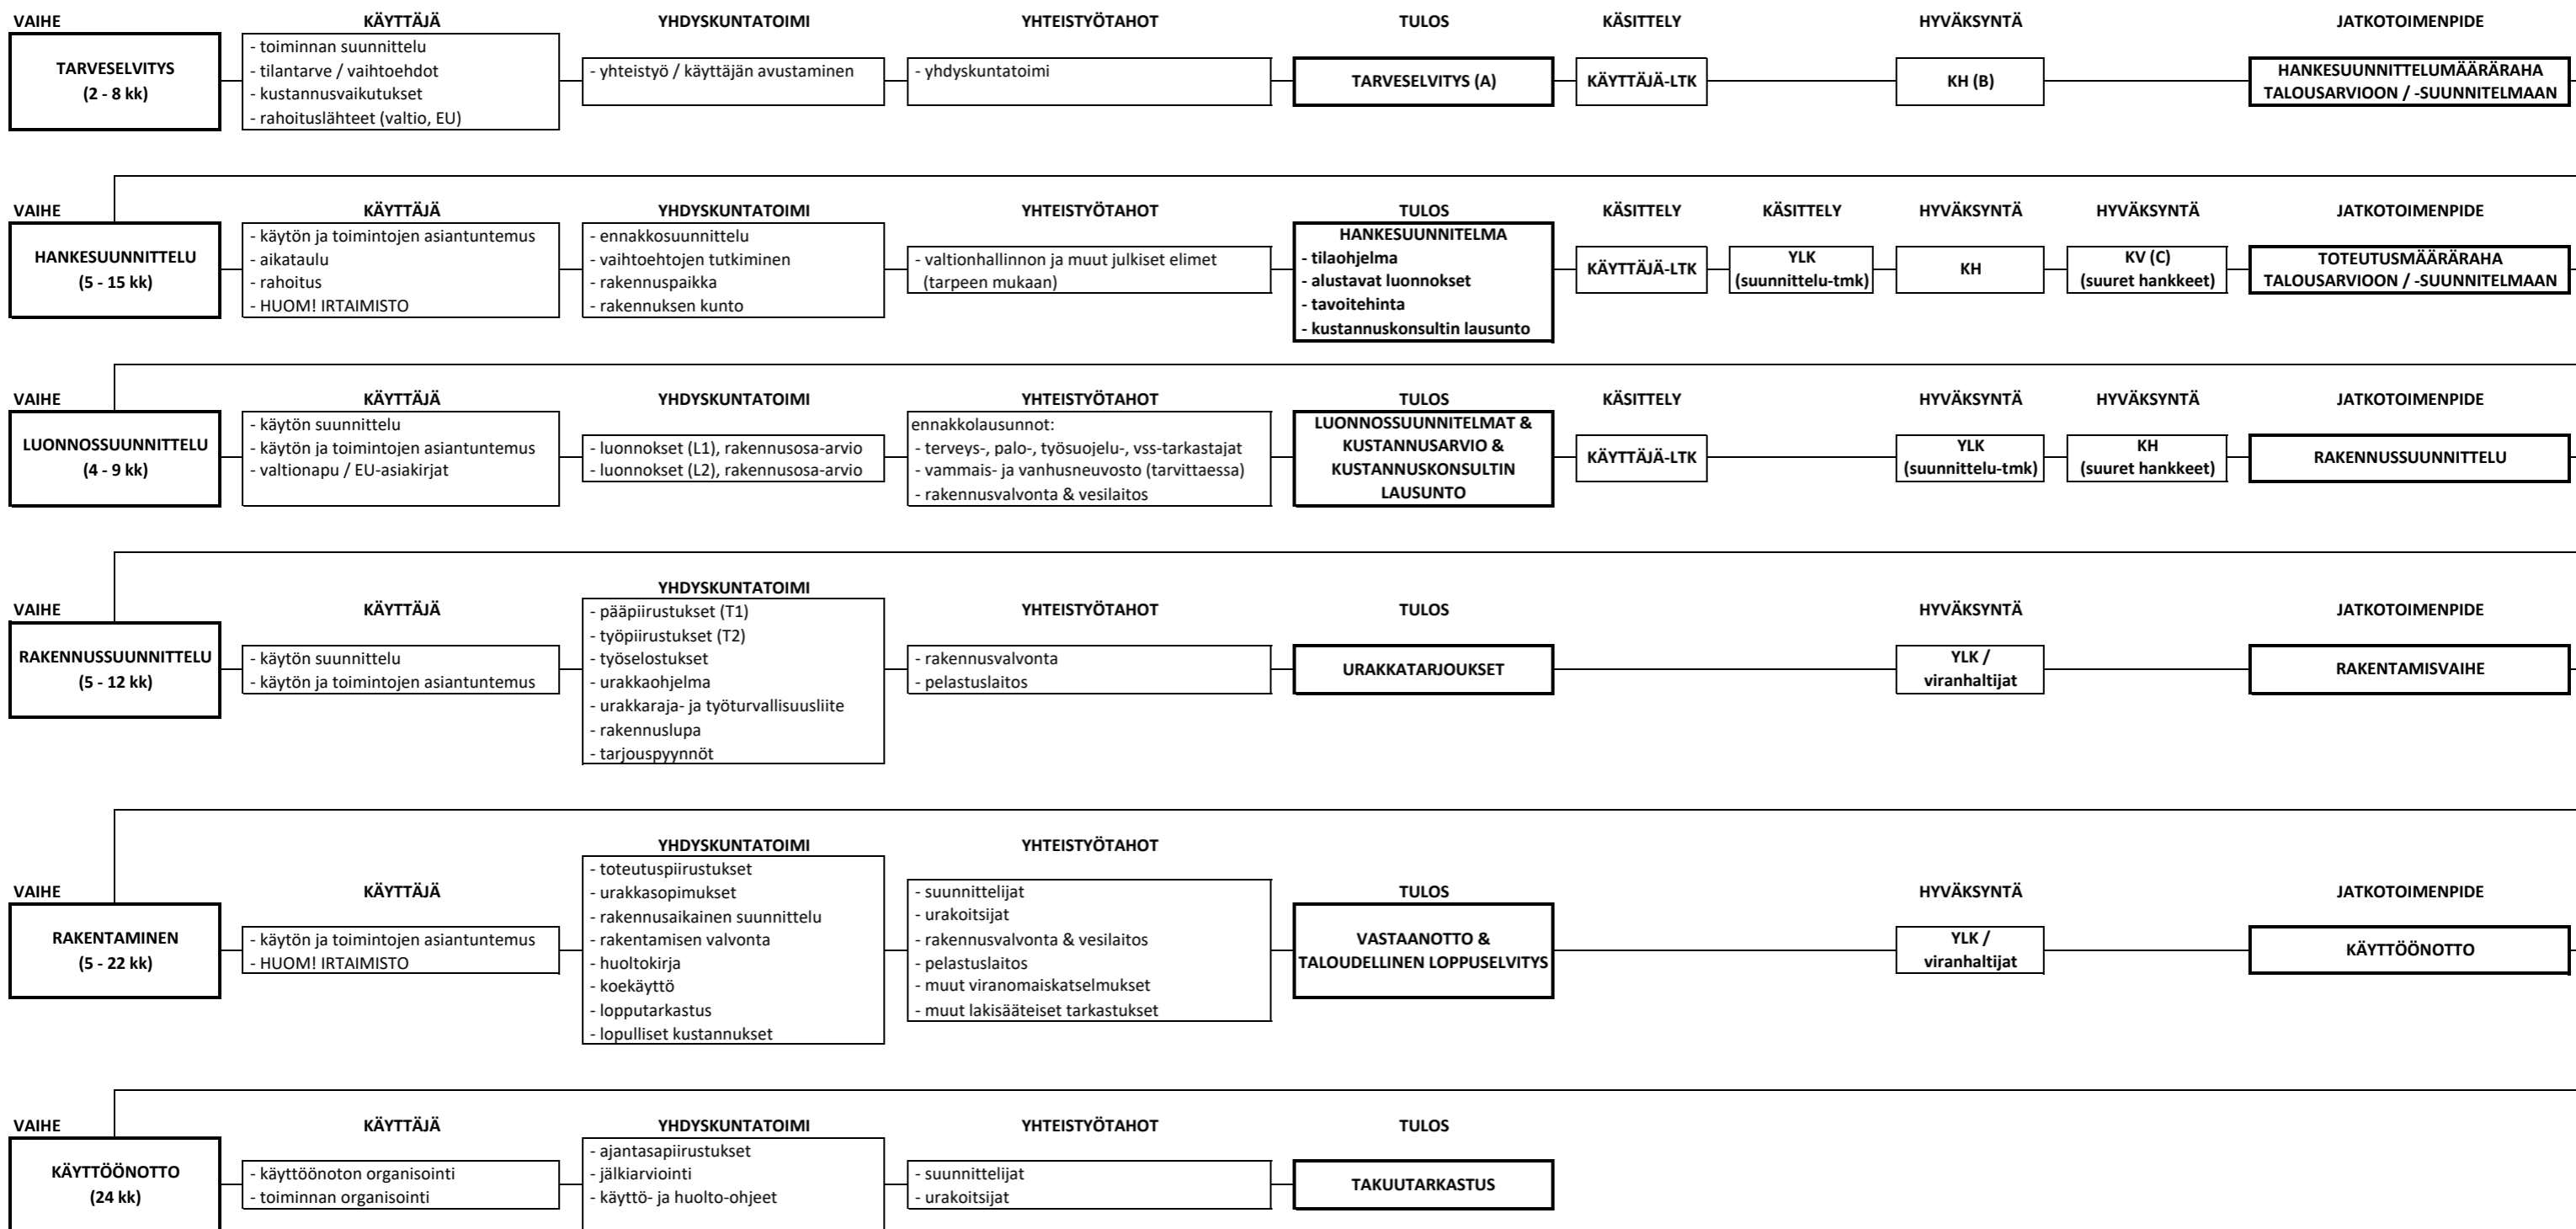 VAIHE KÄYTTÄJÄ YHDYSKUNTATOIMI YHTEISTYÖTAHOT TULOS KÄSITTELY HYVÄKSYNTÄ JATKOTOIMENPIDE
TARVESELVITYS
(2 - 8 kk)
- toiminnan suunnittelu
- tilantarve / vaihtoehdot
- kustannusvaikutukset
- rahoituslähteet (valtio, EU)
- yhteistyö / käyttäjän avustaminen
- yhdyskuntatoimi
TARVESELVITYS (A)
KÄYTTÄJÄ-LTK
KH (B)
HANKESUUNNITTELUMÄÄRÄRAHA
TALOUSARVIOON / -SUUNNITELMAAN
VAIHE KÄYTTÄJÄ YHDYSKUNTATOIMI YHTEISTYÖTAHOT TULOS KÄSITTELY KÄSITTELY HYVÄKSYNTÄ HYVÄKSYNTÄ JATKOTOIMENPIDE
HANKESUUNNITTELU
(5 - 15 kk)
- käytön ja toimintojen asiantuntemus
- aikataulu
- rahoitus
- HUOM! IRTAIMISTO
- ennakkosuunnittelu
- vaihtoehtojen tutkiminen
- rakennuspaikka
- rakennuksen kunto
- valtionhallinnon ja muut julkiset elimet
(tarpeen mukaan)
HANKESUUNNITELMA
- tilaohjelma
- alustavat luonnokset
- tavoitehinta
- kustannuskonsultin lausunto
KÄYTTÄJÄ-LTK
YLK
(suunnittelu-tmk)
KH
KV (C)
(suuret hankkeet)
TOTEUTUSMÄÄRÄRAHA
TALOUSARVIOON / -SUUNNITELMAAN
VAIHE KÄYTTÄJÄ YHDYSKUNTATOIMI YHTEISTYÖTAHOT TULOS KÄSITTELY HYVÄKSYNTÄ HYVÄKSYNTÄ JATKOTOIMENPIDE
LUONNOSSUUNNITTELU
(4 - 9 kk)
- käytön suunnittelu
- käytön ja toimintojen asiantuntemus
- valtionapu / EU-asiakirjat
- luonnokset (L1), rakennusosa-arvio
- luonnokset (L2), rakennusosa-arvio
ennakkolausunnot:
- terveys-, palo-, työsuojelu-, vss-tarkastajat
- vammais- ja vanhusneuvosto (tarvittaessa)
- rakennusvalvonta & vesilaitos
LUONNOSSUUNNITELMAT &
KUSTANNUSARVIO &
KUSTANNUSKONSULTIN
LAUSUNTO
KÄYTTÄJÄ-LTK
YLK
(suunnittelu-tmk)
KH
(suuret hankkeet)
RAKENNUSSUUNNITTELU
VAIHE KÄYTTÄJÄ YHDYSKUNTATOIMI YHTEISTYÖTAHOT TULOS HYVÄKSYNTÄ JATKOTOIMENPIDE
RAKENNUSSUUNNITTELU
(5 - 12 kk)
- käytön suunnittelu
- käytön ja toimintojen asiantuntemus
- pääpiirustukset (T1)
- työpiirustukset (T2)
- työselostukset
- urakkaohjelma
- urakkaraja- ja työturvallisuusliite
- rakennuslupa
- tarjouspyynnöt
- rakennusvalvonta
- pelastuslaitos
URAKKATARJOUKSET
YLK /
viranhaltijat
RAKENTAMISVAIHE
VAIHE KÄYTTÄJÄ YHDYSKUNTATOIMI YHTEISTYÖTAHOT TULOS HYVÄKSYNTÄ JATKOTOIMENPIDE
RAKENTAMINEN
(5 - 22 kk)
- käytön ja toimintojen asiantuntemus
- HUOM! IRTAIMISTO
- toteutuspiirustukset
- urakkasopimukset
- rakennusaikainen suunnittelu
- rakentamisen valvonta
- huoltokirja
- koekäyttö
- lopputarkastus
- lopulliset kustannukset
- suunnittelijat
- urakoitsijat
- rakennusvalvonta & vesilaitos
- pelastuslaitos
- muut viranomaiskatselmukset
- muut lakisääteiset tarkastukset
VASTAANOTTO &
TALOUDELLINEN LOPPUSELVITYS
YLK /
viranhaltijat
KÄYTTÖÖNOTTO
VAIHE KÄYTTÄJÄ YHDYSKUNTATOIMI YHTEISTYÖTAHOT TULOS
KÄYTTÖÖNOTTO
(24 kk)
- käyttöönoton organisointi
- toiminnan organisointi
- ajantasapiirustukset
- jälkiarviointi
- käyttö- ja huolto-ohjeet
- suunnittelijat
- urakoitsijat
TAKUUTARKASTUS